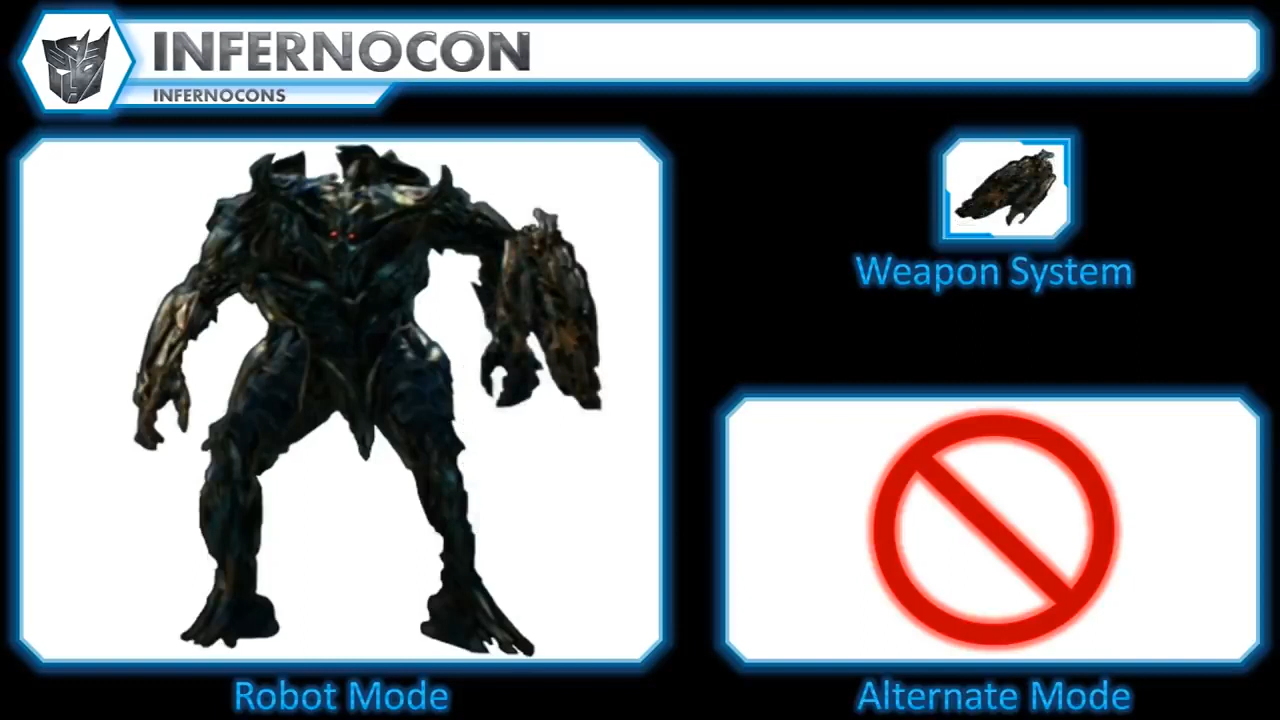 INFERNOCON
INFERNOCONS
Weapon System
Robot Mode
Alternate Mode